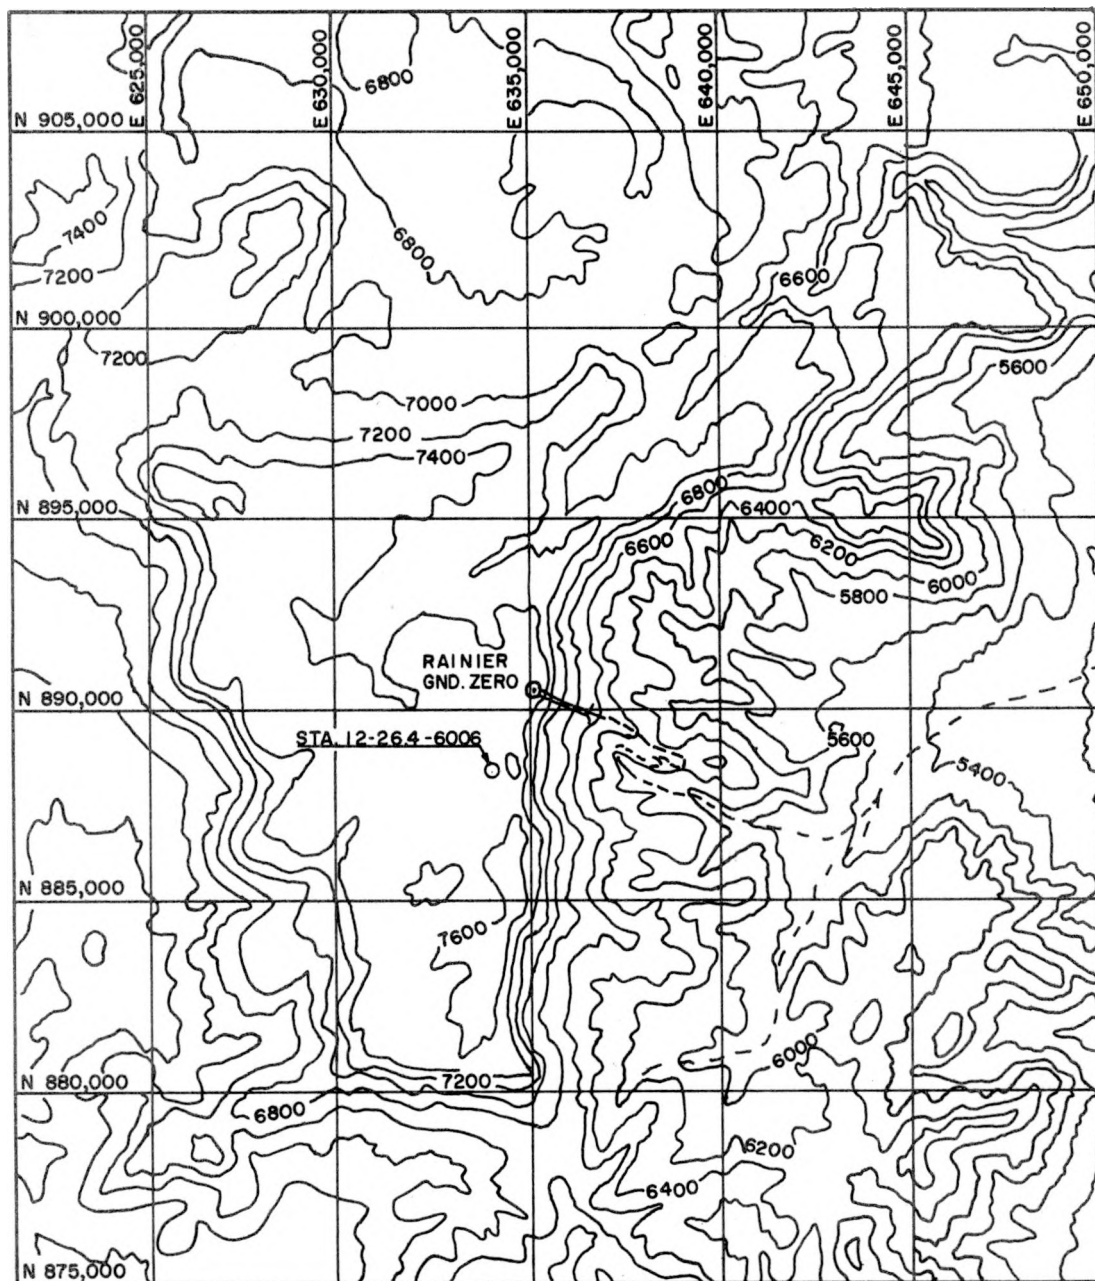 E 625,000
E 630,000
E 635,000
E 640,000
E 645,000
E 650,000
6800
N 905,000
7400
6800
7200
6600
N 900,000
7200
5600
7000
7200
7400
6800
N 895,000
6400
6600
6200
6000
5800
RAINIER
GND. ZERO
N 890,000
STA. 12-26.4-6006
5600
5400
N 885,000
7600
6000
N 880,000
7200
6800
6200
6400
N 875,000